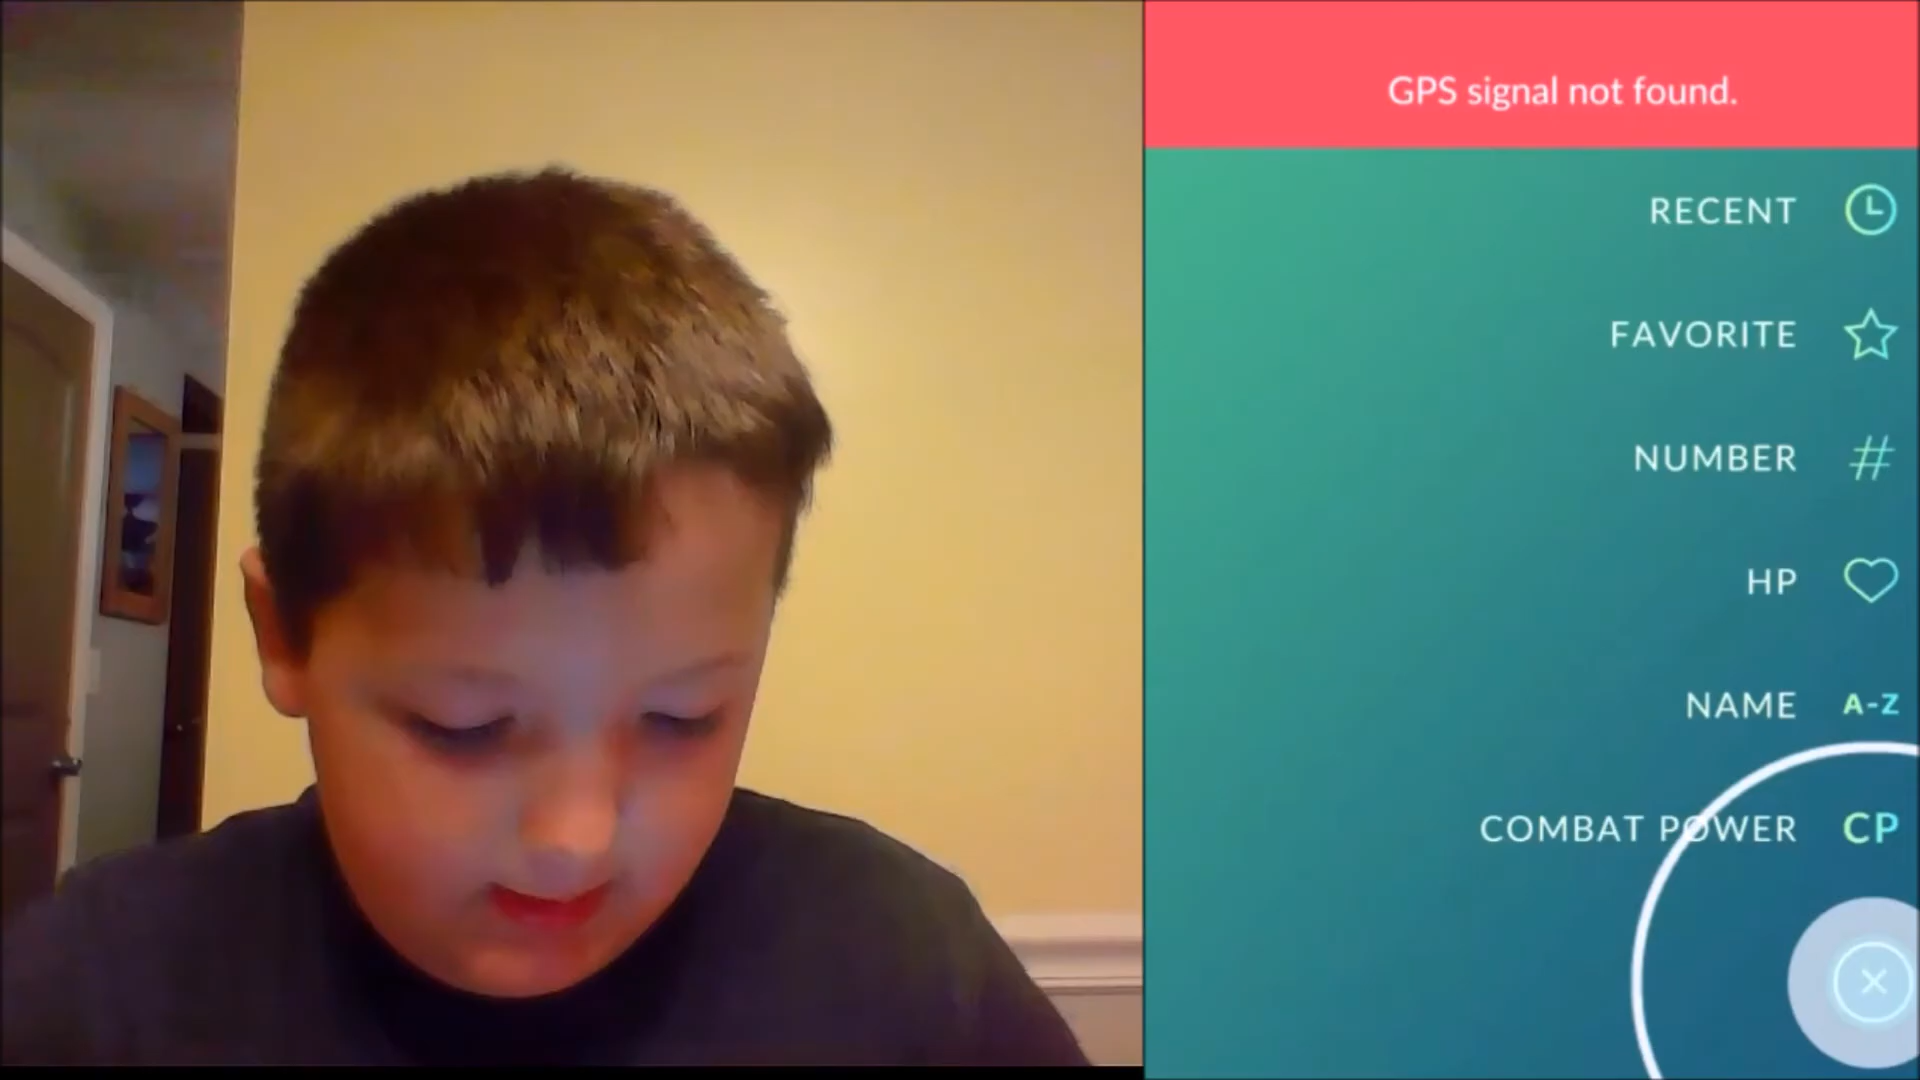 GPS signal not found.
RECENT
FAVORITE
NUMBER #
HP
NAME A-Z
COMBAT POWER CP